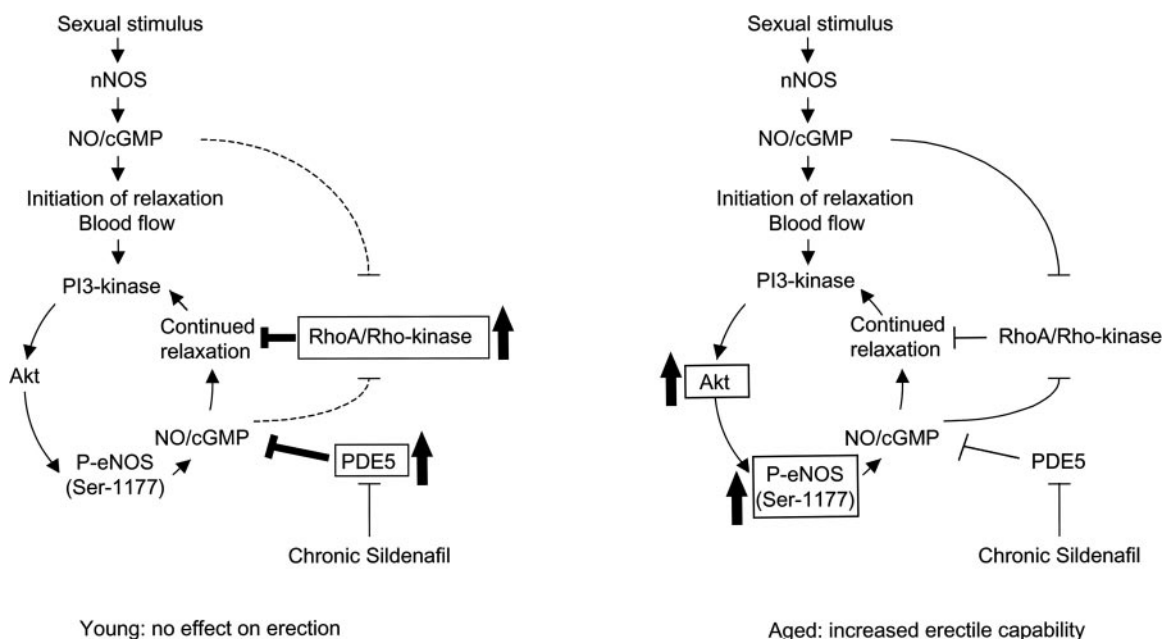 Sexual stimulus
nNOS
NO/cGMP
Initiation of relaxation
Blood flow
PI3-kinase
Continued
relaxation
RhoA/Rho-kinase
Akt
NO/cGMP
P-eNOS
(Ser-1177)
PDE5
Chronic Sildenafil
Young: no effect on erection
Sexual stimulus
nNOS
NO/cGMP
Initiation of relaxation
Blood flow
PI3-kinase
Continued
relaxation
RhoA/Rho-kinase
Akt
NO/cGMP
P-eNOS
(Ser-1177)
PDE5
Chronic Sildenafil
Aged: increased erectile capability